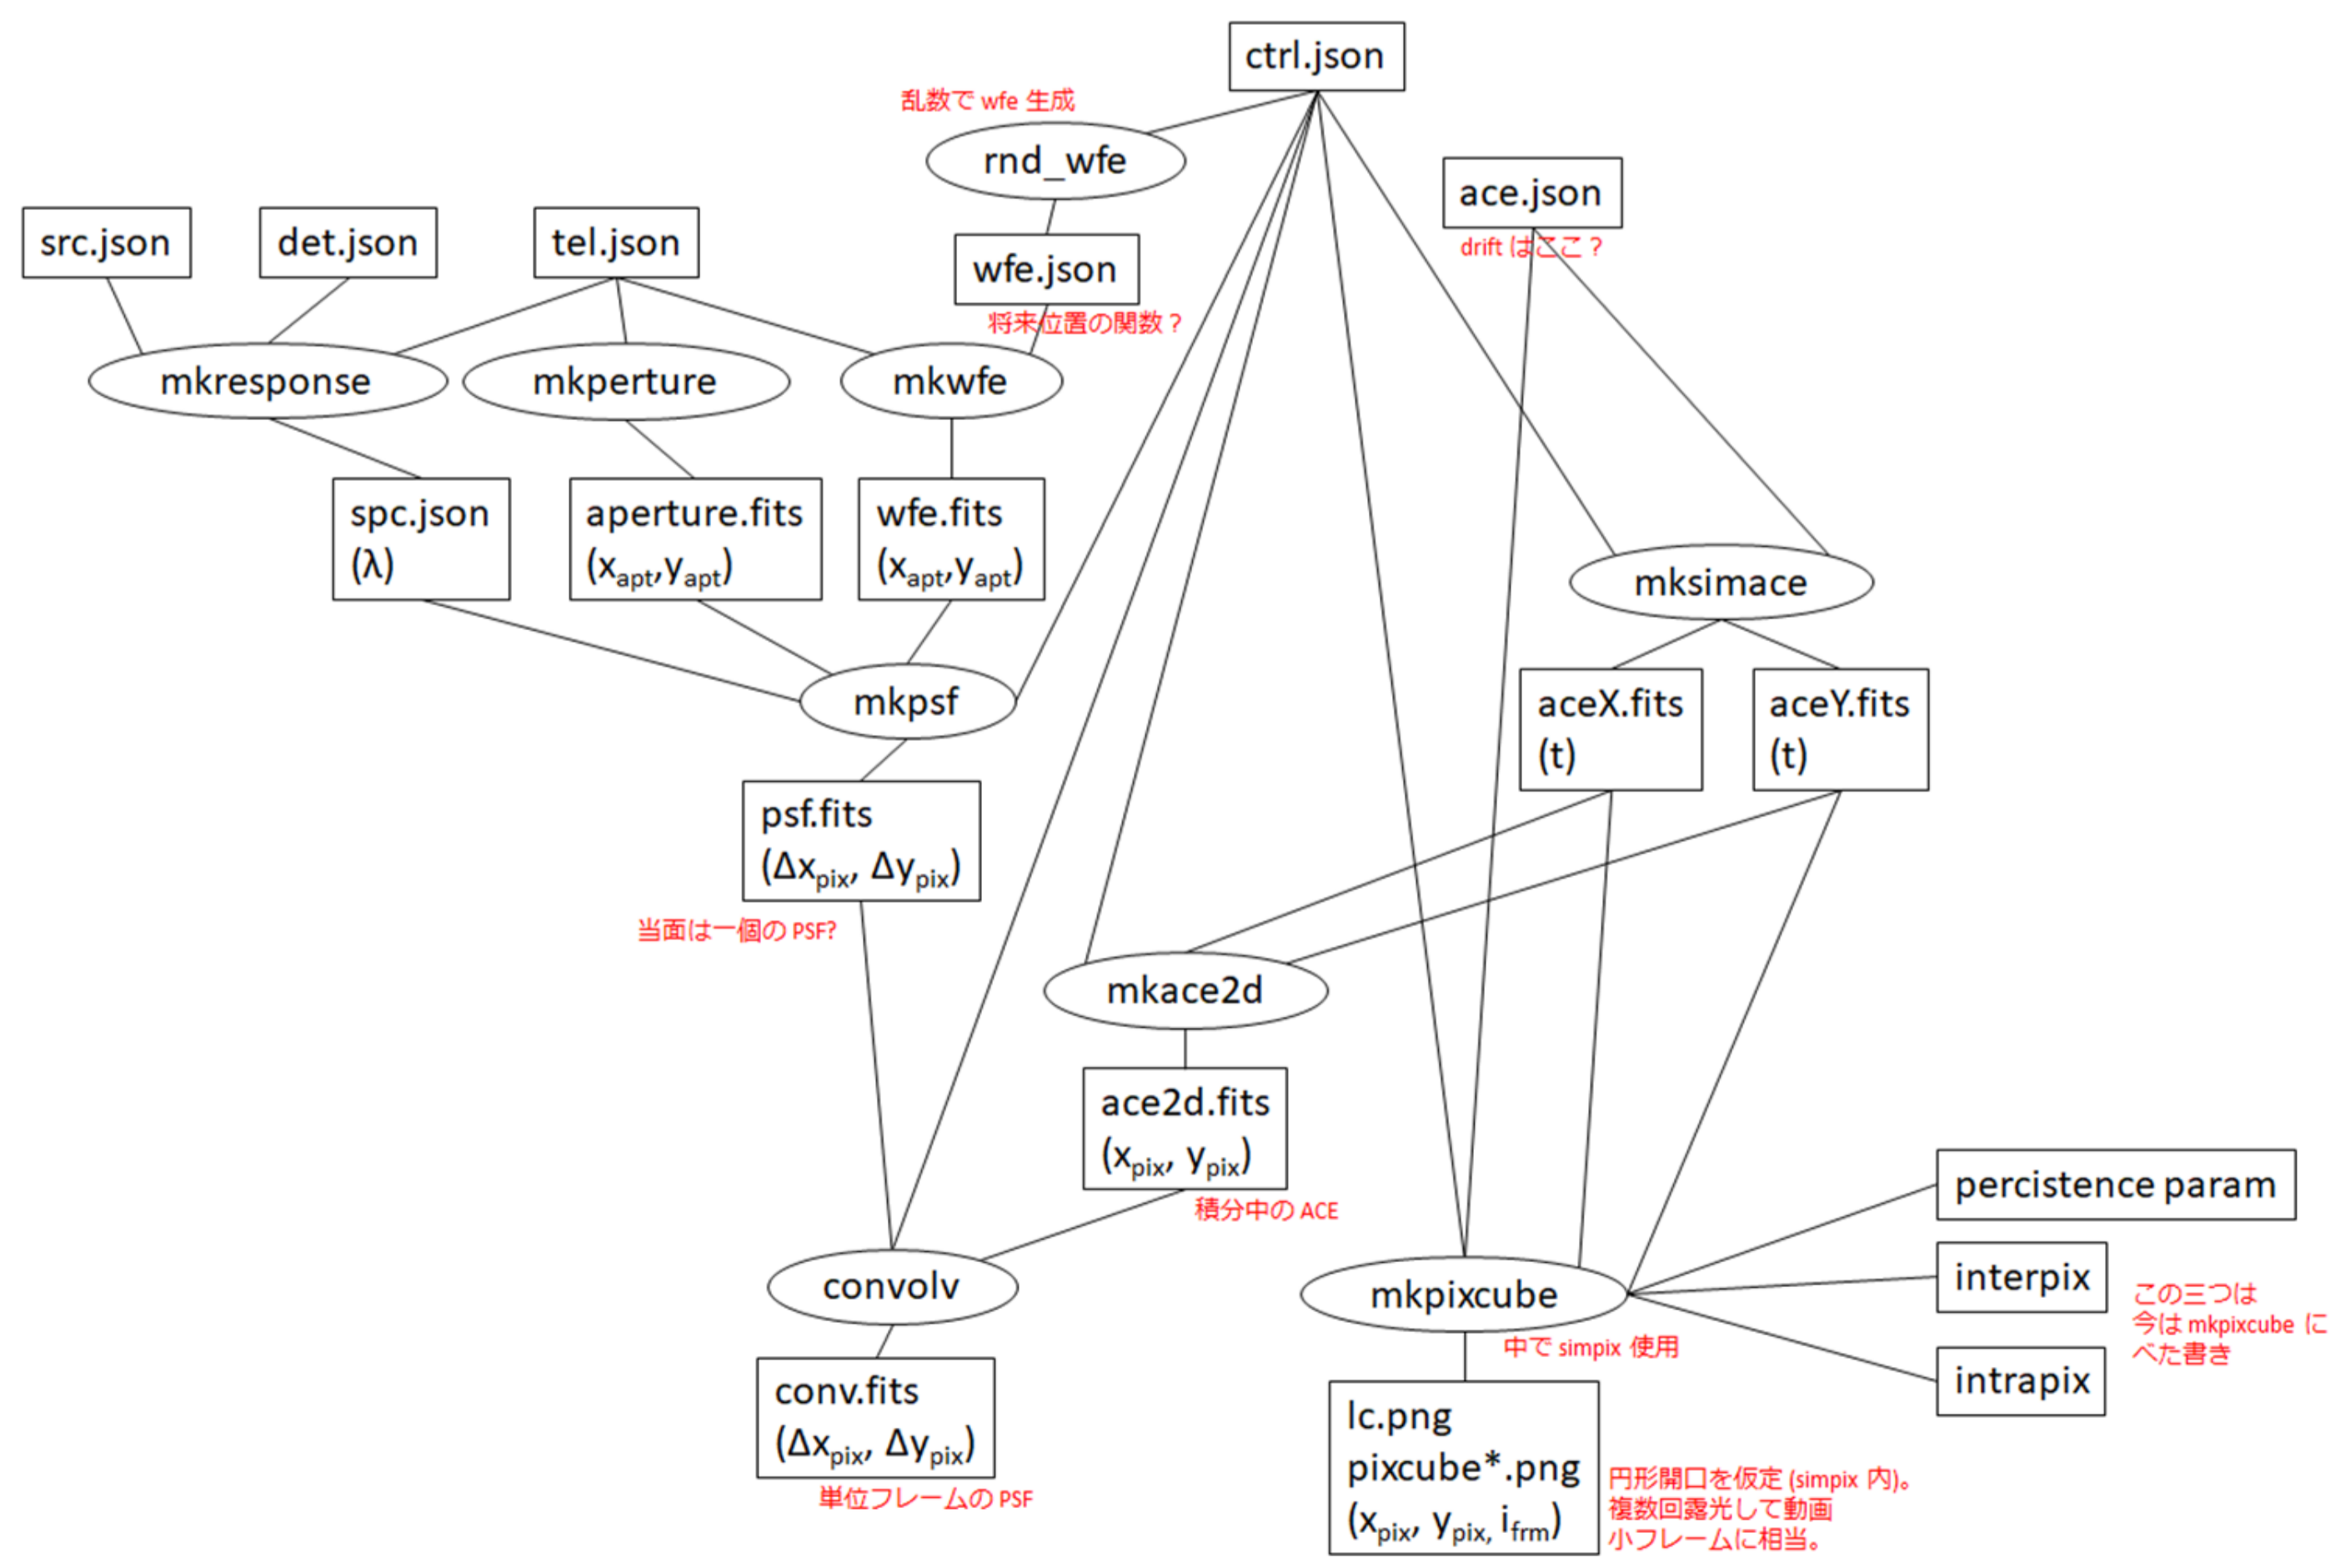 ctrl.json
乱数で wfe 生成
rnd_wfe
ace.json
drift はここ？
src.json
det.json
tel.json
wfe.json
将来位置の関数？
mkresponse
mkperture
mkwfe
spc.json
(λ)
aperture.fits
(xapt,yapt)
wfe.fits
(xapt,yapt)
mksimace
mkpsf
aceX.fits
(t)
aceY.fits
(t)
psf.fits
(Δxpix, Δypix)
当面は一個の PSF?
mkace2d
ace2d.fits
(xpix, ypix)
積分中の ACE
percistence param
interpix
intrapix
この三つは
今は mkpixcube に
べた書き
convolv
mkpixcube
中で simpix 使用
conv.fits
(Δxpix, Δypix)
単位フレームの PSF
lc.png
pixcube*.png
(xpix, ypix, ifrm)
円形開口を仮定 (simpix 内)。
複数回露光して動画
小フレームに相当。